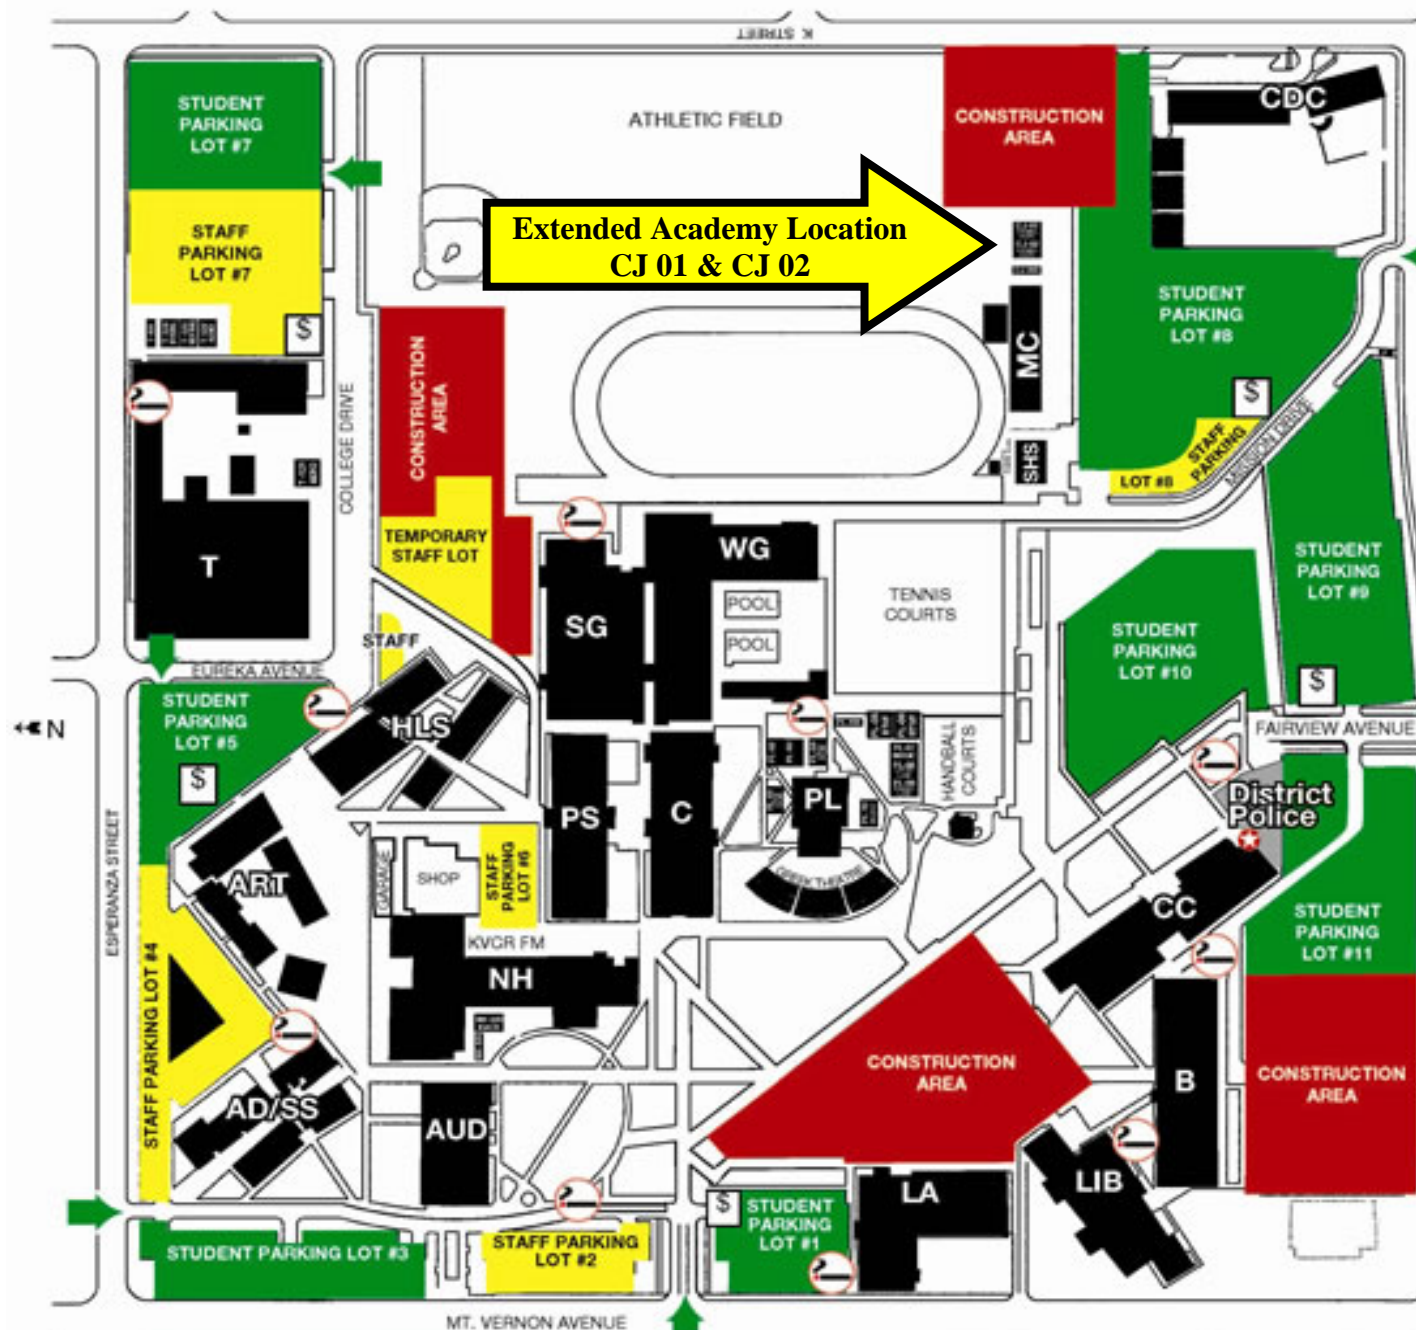 K STREET
STUDENT
PARKING
LOT #7
ATHLETIC FIELD
CONSTRUCTION
AREA
CDC
STAFF
PARKING
LOT #7
Extended Academy Location
CJ 01 & CJ 02
STUDENT
PARKING
LOT #8
$
MC
CONSTRUCTION
AREA
COLLEGE DRIVE
$
STAFF
PARKING
LOT #8
MISSION DRIVE
SHS
T
TEMPORARY
STAFF LOT
WG
SG
POOL
POOL
TENNIS
COURTS
STUDENT
PARKING
LOT #9
STUDENT
PARKING
LOT #10
STAFF
EUREKA AVENUE
$
STUDENT
PARKING
LOT #5
$
HLS
N
FAIRVIEW AVENUE
HANDBALL
COURTS
District
Police
PS
C
PL
ESPERANZA STREET
GARAGE
SHOP
STAFF
PARKING
LOT #6
GREEK THEATRE
ART
CC
STUDENT
PARKING
LOT #11
KVCR FM
NH
STAFF PARKING LOT #4
CONSTRUCTION
AREA
B
CONSTRUCTION
AREA
AD/SS
AUD
LIB
LA
$
STUDENT
PARKING
LOT #1
STUDENT PARKING LOT #3
STAFF PARKING
LOT #2
MT. VERNON AVENUE